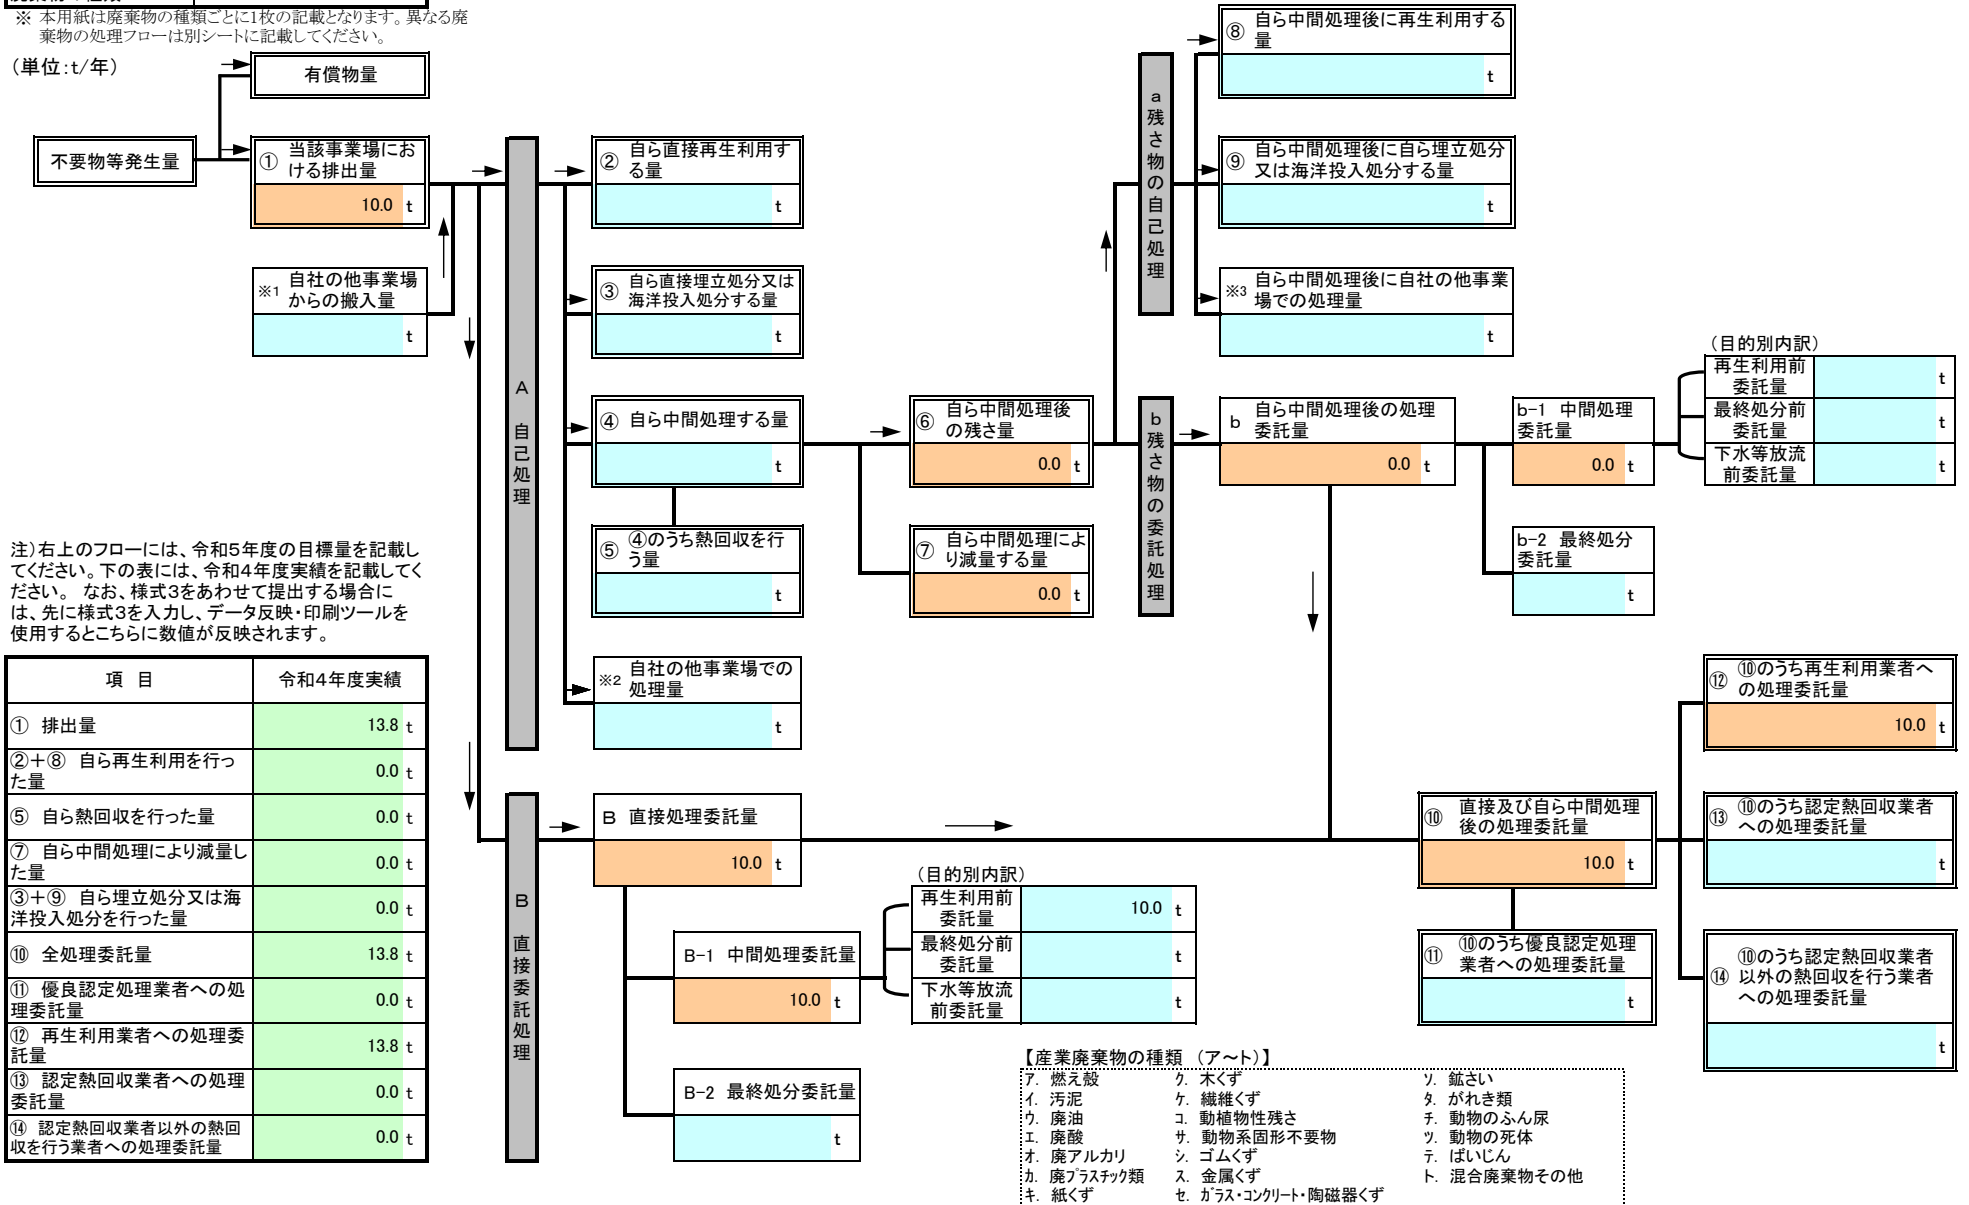 ※ 本用紙は廃棄物の種類ごとに1枚の記載となります。異なる廃
棄物の処理フローは別シートに記載してください。
（単位:t/年）
有償物量
不要物等発生量
① 当該事業場にお
ける排出量
10.0 t
※1 自社の他事業場
からの搬入量
t
A 自己処理
② 自ら直接再生利用す
る量
t
③ 自ら直接埋立処分又は
海洋投入処分する量
t
④ 自ら中間処理する量
t
⑤ ④のうち熱回収を行
う量
t
※2 自社の他事業場での
処理量
t
⑥ 自ら中間処理後
の残さ量
0.0 t
⑦ 自ら中間処理によ
り減量する量
0.0 t
a 残さ物の自己処理
⑧ 自ら中間処理後に再生利用する
量
t
⑨ 自ら中間処理後に自ら埋立処分
又は海洋投入処分する量
t
※3 自ら中間処理後に自社の他事業
場での処理量
t
b 残さ物の委託処理
b 自ら中間処理後の処理
委託量
0.0 t
b-1 中間処理
委託量
0.0 t
（目的別内訳）
再生利用前
委託量 t
最終処分前
委託量 t
下水等放流
前委託量 t
b-2 最終処分
委託量
t
注）右上のフローには、令和5年度の目標量を記載し
てください。下の表には、令和4年度実績を記載してく
ださい。 なお、様式3をあわせて提出する場合に
は、先に様式3を入力し、データ反映・印刷ツールを
使用するとこちらに数値が反映されます。
項 目 令和4年度実績
① 排出量 13.8 t
②＋⑧ 自ら再生利用を行っ
た量 0.0 t
⑤ 自ら熱回収を行った量 0.0 t
⑦ 自ら中間処理により減量し
た量 0.0 t
③＋⑨ 自ら埋立処分又は海
洋投入処分を行った量 0.0 t
⑩ 全処理委託量 13.8 t
⑪ 優良認定処理業者への処
理委託量 0.0 t
⑫ 再生利用業者への処理委
託量 13.8 t
⑬ 認定熱回収業者への処理
委託量 0.0 t
⑭ 認定熱回収業者以外の熱回
収を行う業者への処理委託量 0.0 t
B 直接委託処理
B 直接処理委託量
10.0 t
B-1 中間処理委託量
10.0 t
（目的別内訳）
再生利用前
委託量 10.0 t
最終処分前
委託量 t
下水等放流
前委託量 t
B-2 最終処分委託量
t
⑩ 直接及び自ら中間処理
後の処理委託量
10.0 t
⑪ ⑩のうち優良認定処理
業者への処理委託量
t
⑫ ⑩のうち再生利用業者へ
の処理委託量
10.0 t
⑬ ⑩のうち認定熱回収業者
への処理委託量
t
⑭ ⑩のうち認定熱回収業者
以外の熱回収を行う業者
への処理委託量
t
【産業廃棄物の種類 （ア～ト）】
ア. 燃え殻
イ. 汚泥
ウ. 廃油
エ. 廃酸
オ. 廃アルカリ
カ. 廃プラスチック類
キ. 紙くず
ク. 木くず
ケ. 繊維くず
コ. 動植物性残さ
サ. 動物系固形不要物
シ. ゴムくず
ス. 金属くず
セ. ガラス・コンクリート・陶磁器くず
ソ. 鉱さい
タ. がれき類
チ. 動物のふん尿
ツ. 動物の死体
テ. ばいじん
ト. 混合廃棄物その他